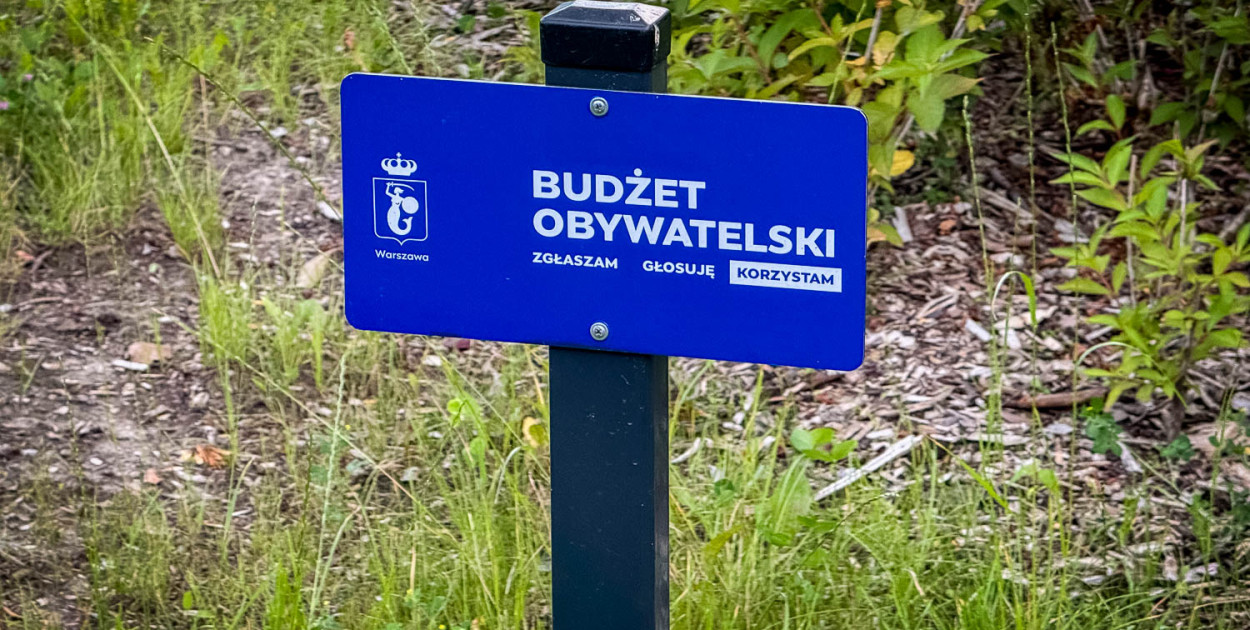 Warszawa
BUDŻET
OBYWATELSKI
ZGŁASZAM GŁOSUJĘ KORZYSTAM